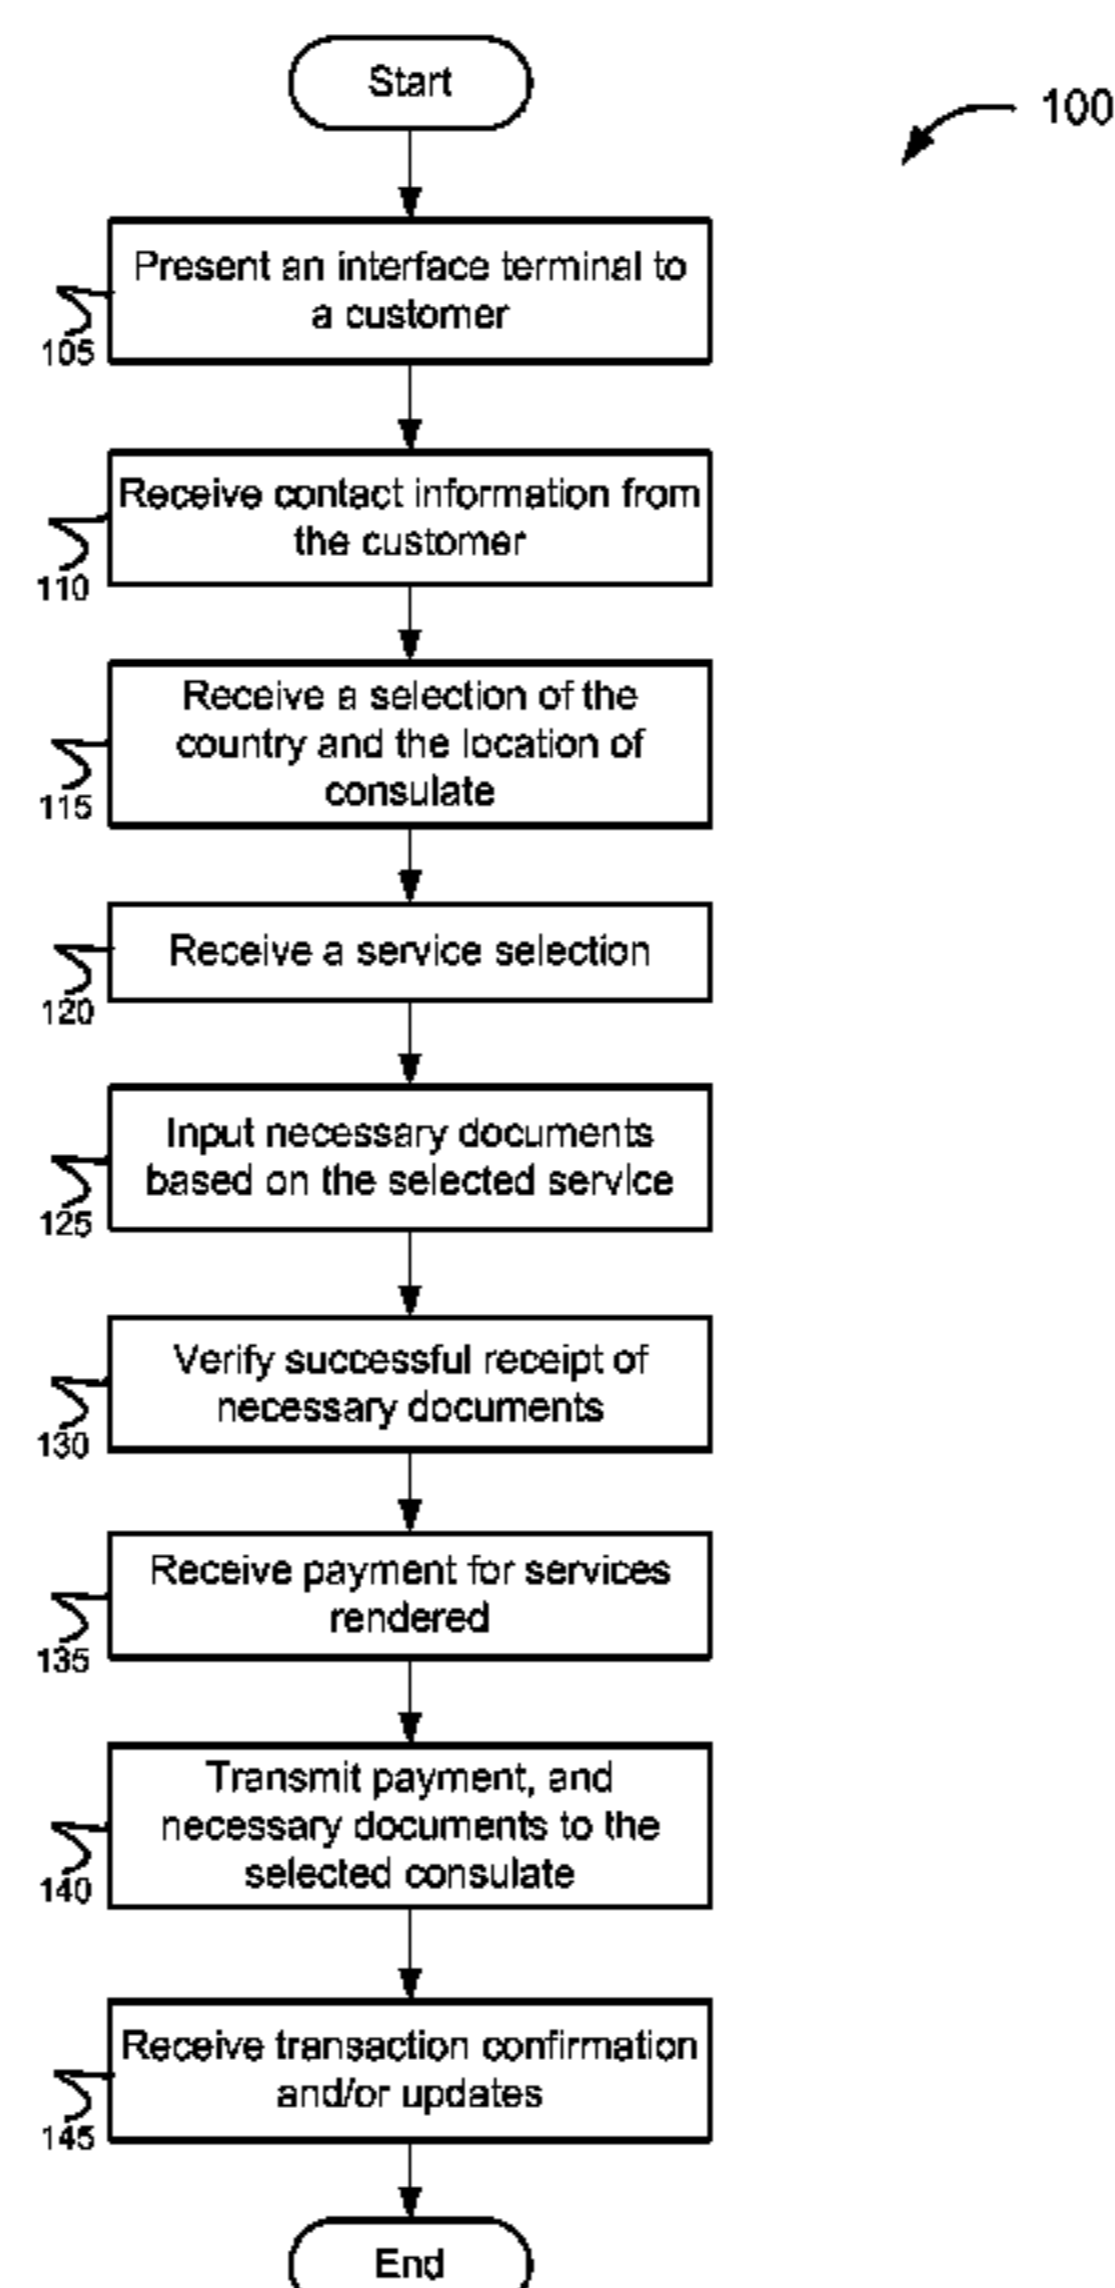 Start
100
Present an interface terminal to
a customer
105
Receive contact information from
the customer
110
Receive a selection of the
country and the location of
consulate
115
Receive a service selection
120
Input necessary documents
based on the selected service
125
Verify successful receipt of
necessary documents
130
Receive payment for services
rendered
135
Transmit payment, and
necessary documents to the
selected consulate
140
Receive transaction confirmation
and/or updates
145
End